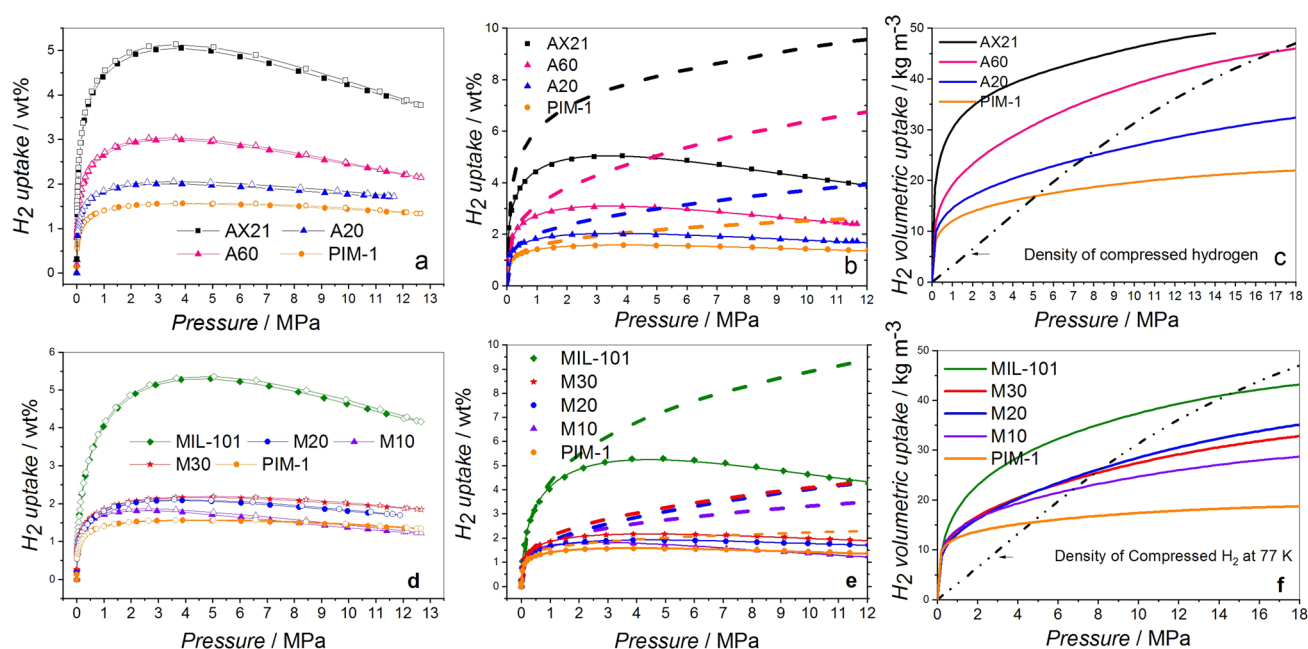 H2 uptake / wt%
5
4
3
2
1
0
AX21
A20
A60
PIM-1
a
0 1 2 3 4 5 6 7 8 9 10 11 12 13
Pressure / MPa
H2 uptake / wt%
10
8
6
4
2
0
AX21
A60
A20
PIM-1
b
0 1 2 3 4 5 6 7 8 9 10 11 12
Pressure / MPa
H2 volumetric uptake / kg m-3
50
40
30
20
10
0
AX21
A60
A20
PIM-1
Density of compressed hydrogen
c
0 1 2 3 4 5 6 7 8 9 10 11 12 13 14 15 16 17 18
Pressure / MPa
H2 uptake / wt%
6
5
4
3
2
1
0
MIL-101
M20
M10
M30
PIM-1
d
0 1 2 3 4 5 6 7 8 9 10 11 12 13
Pressure / MPa
H2 uptake / wt%
10
9
8
7
6
5
4
3
2
1
0
MIL-101
M30
M20
M10
PIM-1
e
0 1 2 3 4 5 6 7 8 9 10 11 12
Pressure / MPa
H2 volumetric uptake / kg m-3
50
40
30
20
10
0
MIL-101
M30
M20
M10
PIM-1
Density of Compressed H2 at 77 K
f
0 2 4 6 8 10 12 14 16 18
Pressure / MPa